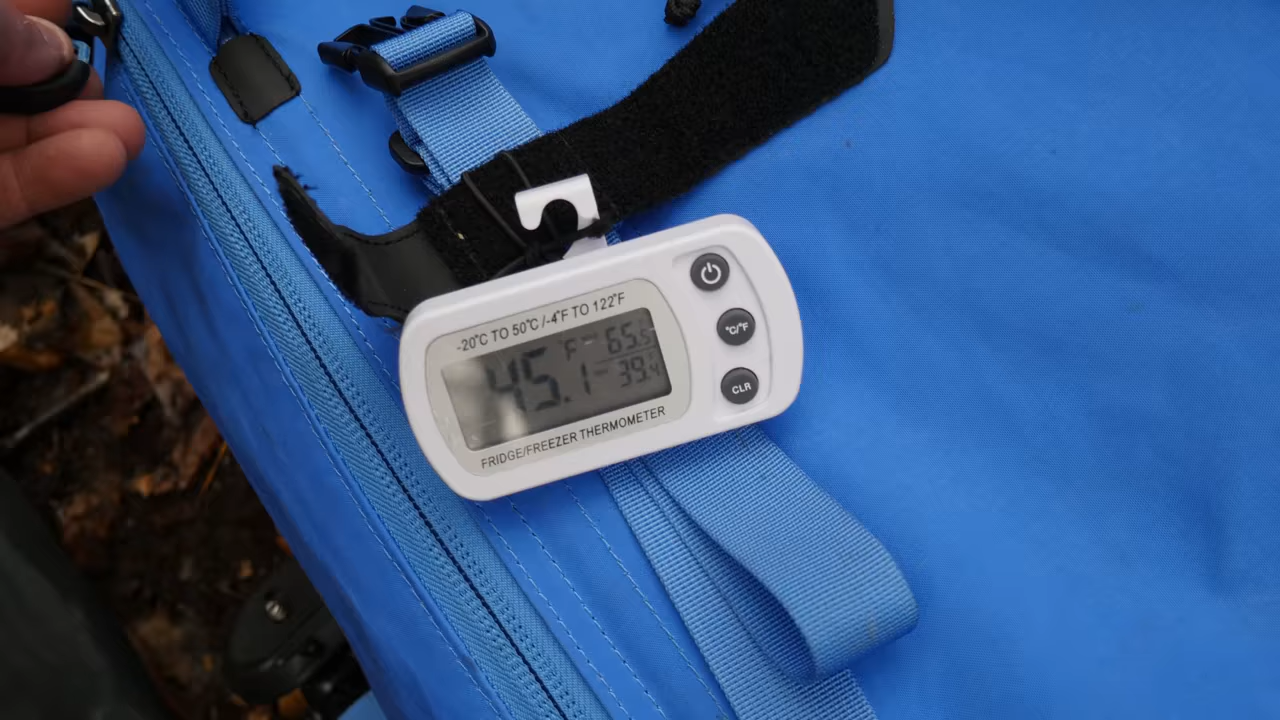 -20°C TO 50°C /-4°F TO 122°F
45.1 °F 65.5
39.4
FRIDGE/FREEZER THERMOMETER
°C/°F
CLR